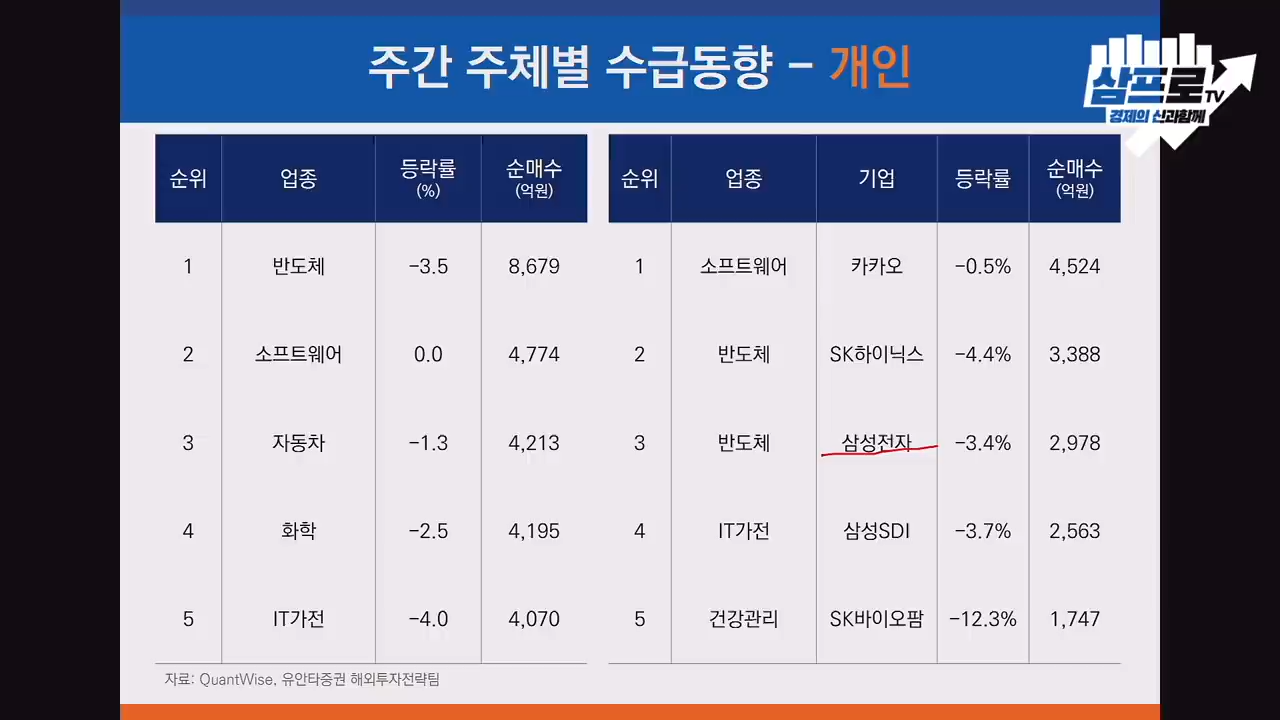 주간 주체별 수급동향 - 개인
삼프로TV
경제의 신과함께
순위 업종 등락률 (%) 순매수 (억원)
1 반도체 -3.5 8,679
2 소프트웨어 0.0 4,774
3 자동차 -1.3 4,213
4 화학 -2.5 4,195
5 IT가전 -4.0 4,070
순위 업종 기업 등락률 순매수 (억원)
1 소프트웨어 카카오 -0.5% 4,524
2 반도체 SK하이닉스 -4.4% 3,388
3 반도체 삼성전자 -3.4% 2,978
4 IT가전 삼성SDI -3.7% 2,563
5 건강관리 SK바이오팜 -12.3% 1,747
자료: QuantWise, 유안타증권 해외투자전략팀